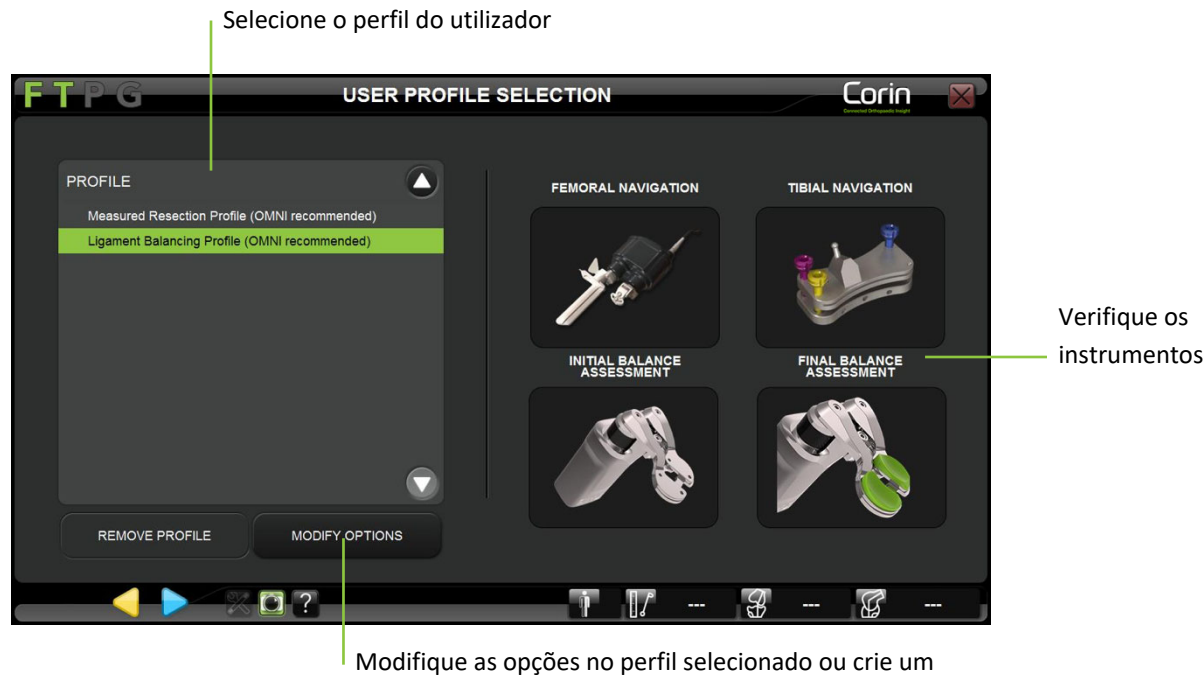 Selecione o perfil do utilizador
FTPG
USER PROFILE SELECTION
Corin
Connected Orthopaedic Insight
PROFILE
Measured Resection Profile (OMNI recommended)
Ligament Balancing Profile (OMNI recommended)
REMOVE PROFILE
MODIFY OPTIONS
FEMORAL NAVIGATION
TIBIAL NAVIGATION
INITIAL BALANCE
ASSESSMENT
FINAL BALANCE
ASSESSMENT
Verifique os
instrumentos
?
---
---
---
Modifique as opções no perfil selecionado ou crie um